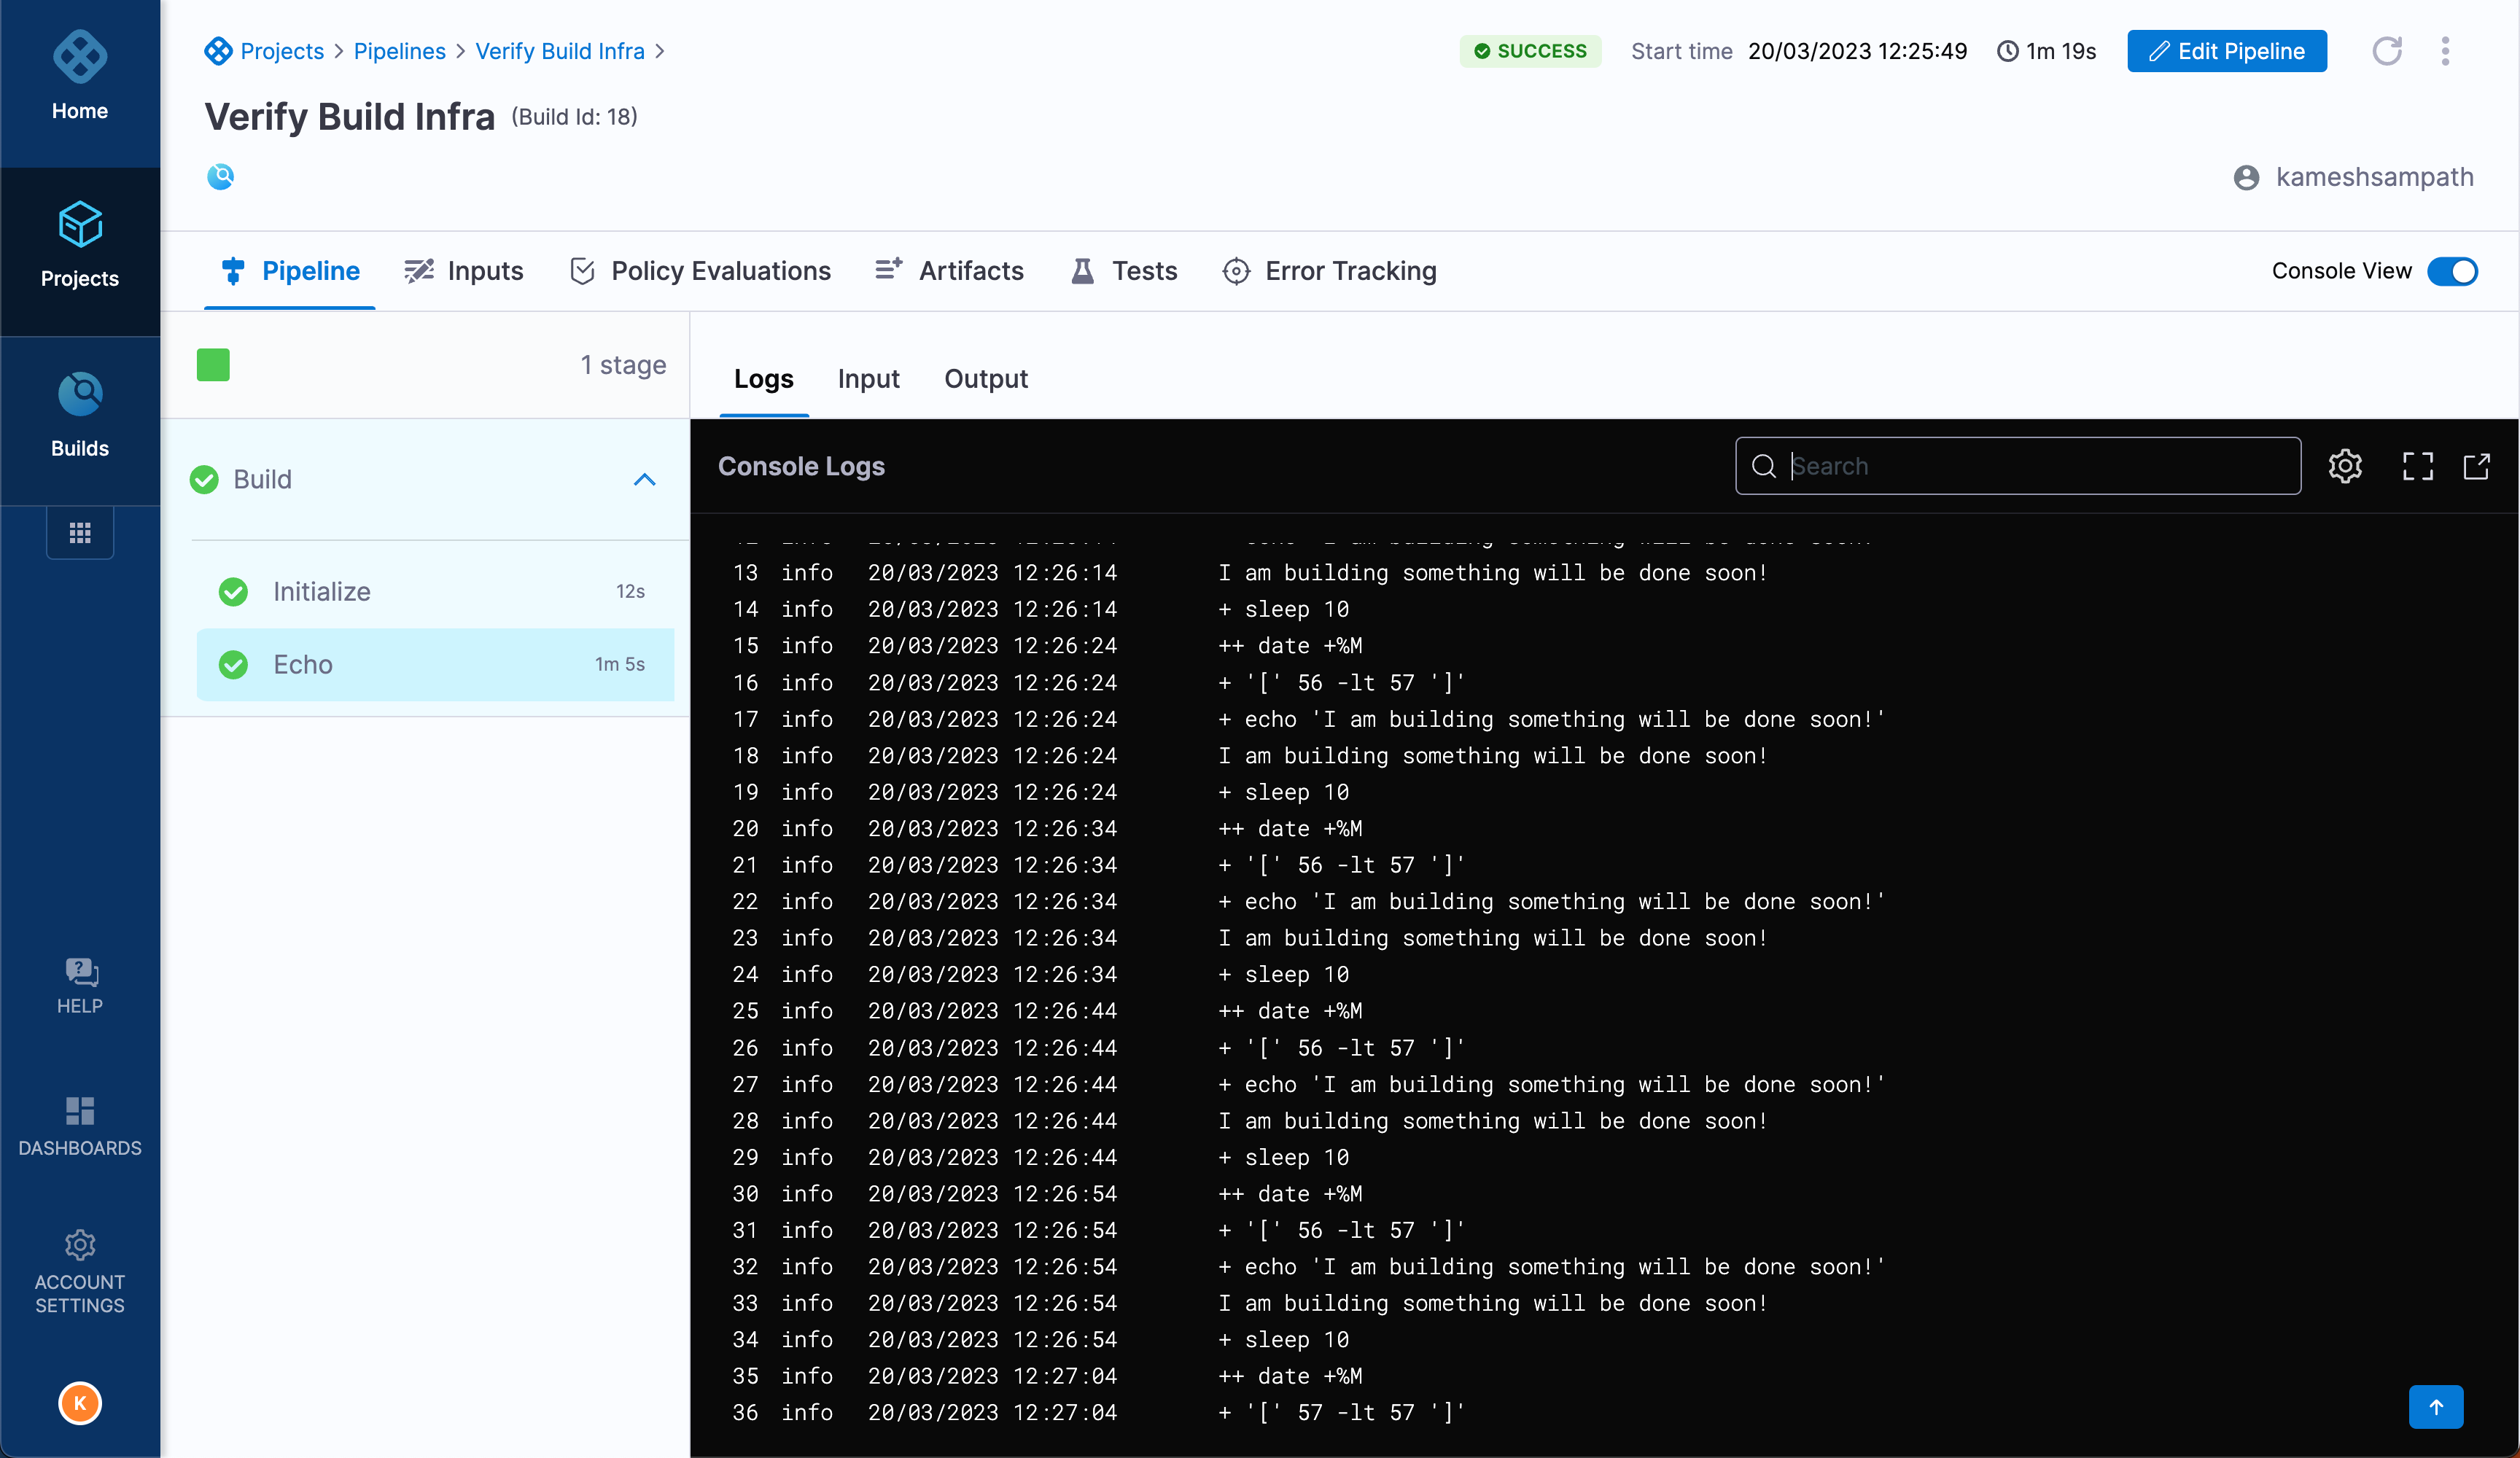 Home
Projects
Builds
HELP
DASHBOARDS
ACCOUNT
SETTINGS
K
Projects > Pipelines > Verify Build Infra >
SUCCESS Start time 20/03/2023 12:25:49 1m 19s Edit Pipeline
Verify Build Infra (Build Id: 18)
kameshsampath
Pipeline Inputs Policy Evaluations Artifacts Tests Error Tracking Console View
1 stage
Build
Initialize 12s
Echo 1m 5s
Logs Input Output
Console Logs Search
13 info 20/03/2023 12:26:14 I am building something will be done soon!
14 info 20/03/2023 12:26:14 + sleep 10
15 info 20/03/2023 12:26:24 ++ date +%M
16 info 20/03/2023 12:26:24 + '[' 56 -lt 57 ']'
17 info 20/03/2023 12:26:24 + echo 'I am building something will be done soon!'
18 info 20/03/2023 12:26:24 I am building something will be done soon!
19 info 20/03/2023 12:26:24 + sleep 10
20 info 20/03/2023 12:26:34 ++ date +%M
21 info 20/03/2023 12:26:34 + '[' 56 -lt 57 ']'
22 info 20/03/2023 12:26:34 + echo 'I am building something will be done soon!'
23 info 20/03/2023 12:26:34 I am building something will be done soon!
24 info 20/03/2023 12:26:34 + sleep 10
25 info 20/03/2023 12:26:44 ++ date +%M
26 info 20/03/2023 12:26:44 + '[' 56 -lt 57 ']'
27 info 20/03/2023 12:26:44 + echo 'I am building something will be done soon!'
28 info 20/03/2023 12:26:44 I am building something will be done soon!
29 info 20/03/2023 12:26:44 + sleep 10
30 info 20/03/2023 12:26:54 ++ date +%M
31 info 20/03/2023 12:26:54 + '[' 56 -lt 57 ']'
32 info 20/03/2023 12:26:54 + echo 'I am building something will be done soon!'
33 info 20/03/2023 12:26:54 I am building something will be done soon!
34 info 20/03/2023 12:26:54 + sleep 10
35 info 20/03/2023 12:27:04 ++ date +%M
36 info 20/03/2023 12:27:04 + '[' 57 -lt 57 ']'